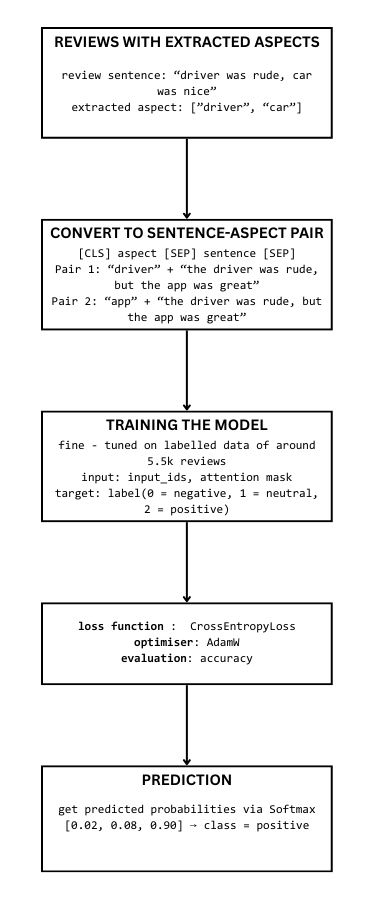 REVIEWS WITH EXTRACTED ASPECTS
review sentence: “driver was rude, car
was nice”
extracted aspect: [”driver”, “car”]
CONVERT TO SENTENCE-ASPECT PAIR
[CLS] aspect [SEP] sentence [SEP]
Pair 1: “driver” + “the driver was rude,
but the app was great”
Pair 2: “app” + “the driver was rude, but
the app was great”
TRAINING THE MODEL
fine - tuned on labelled data of around
5.5k reviews
input: input_ids, attention mask
target: label(0 = negative, 1 = neutral,
2 = positive)
loss function : CrossEntropyLoss
optimiser: AdamW
evaluation: accuracy
PREDICTION
get predicted probabilities via Softmax
[0.02, 0.08, 0.90] → class = positive